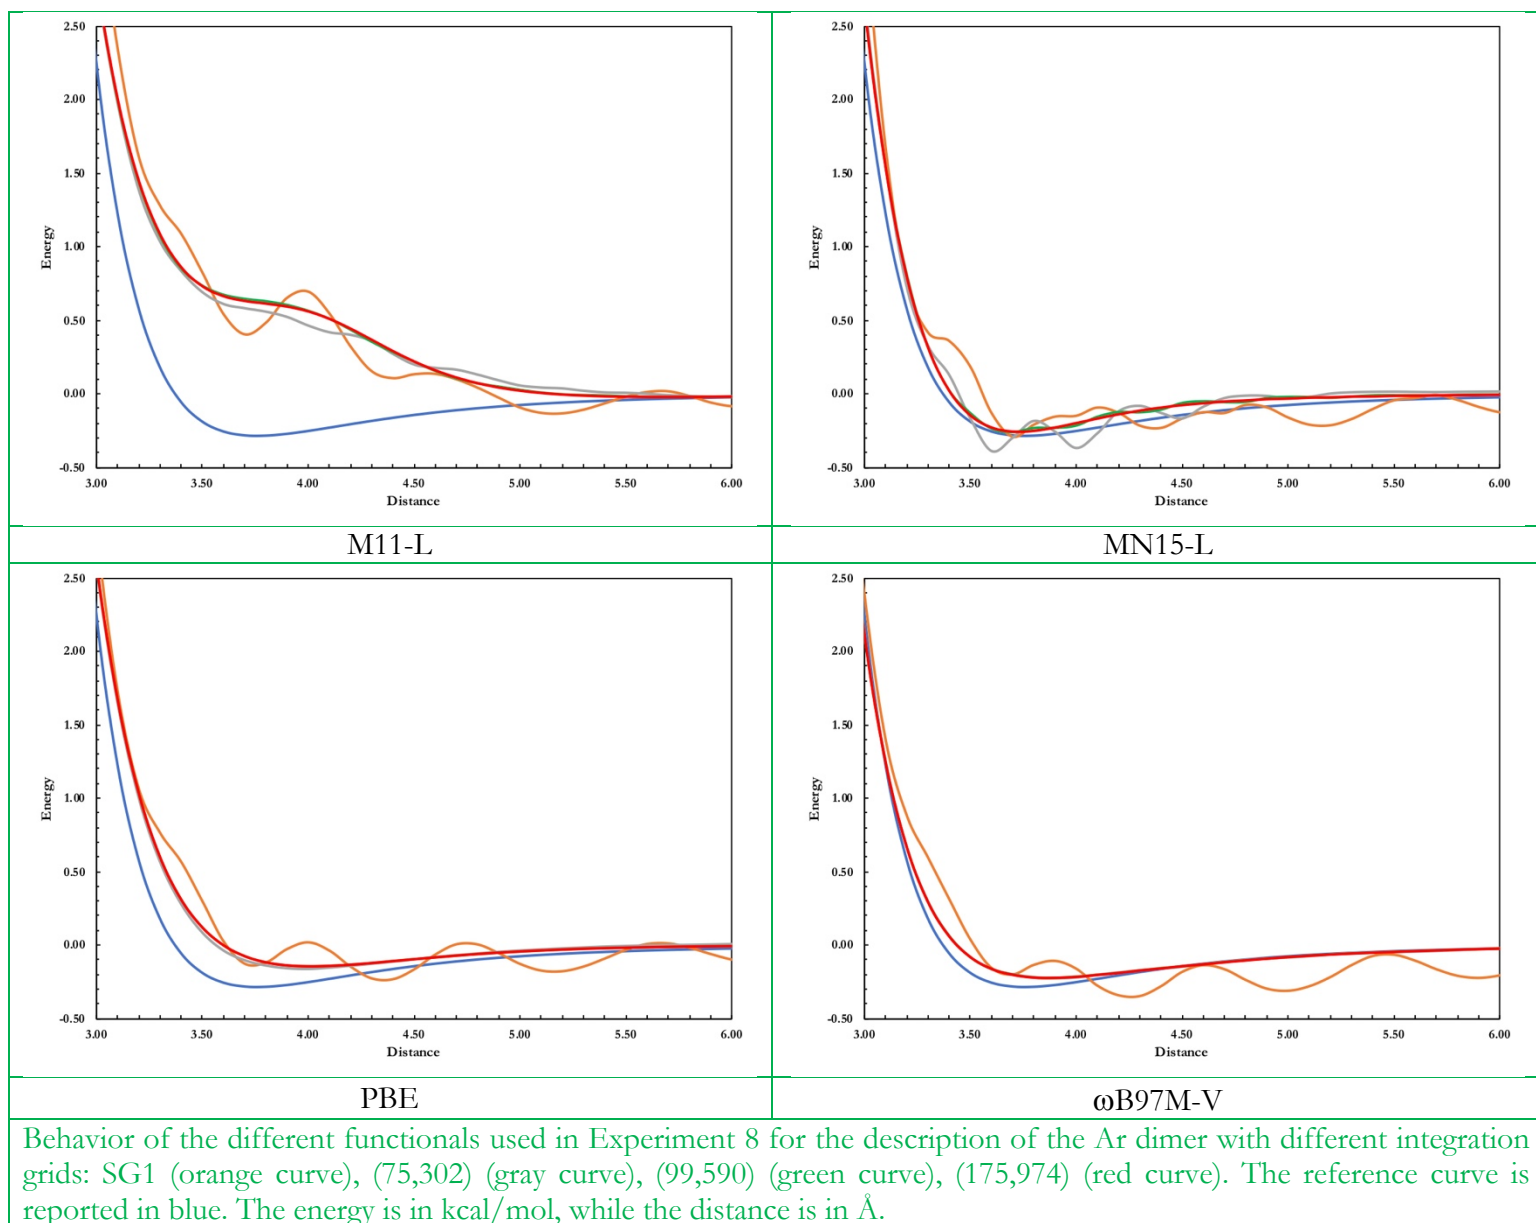 2.50
2.00
1.50
1.00
0.50
0.00
-0.50
Energy
3.00 3.50 4.00 4.50 5.00 5.50 6.00
Distance
2.50
2.00
1.50
1.00
0.50
0.00
-0.50
Energy
3.00 3.50 4.00 4.50 5.00 5.50 6.00
Distance
M11-L
MN15-L
2.50
2.00
1.50
1.00
0.50
0.00
-0.50
Energy
3.00 3.50 4.00 4.50 5.00 5.50 6.00
Distance
2.50
2.00
1.50
1.00
0.50
0.00
-0.50
Energy
3.00 3.50 4.00 4.50 5.00 5.50 6.00
Distance
PBE
ωB97M-V
Behavior of the different functionals used in Experiment 8 for the description of the Ar dimer with different integration
grids: SG1 (orange curve), (75,302) (gray curve), (99,590) (green curve), (175,974) (red curve). The reference curve is
reported in blue. The energy is in kcal/mol, while the distance is in Å.